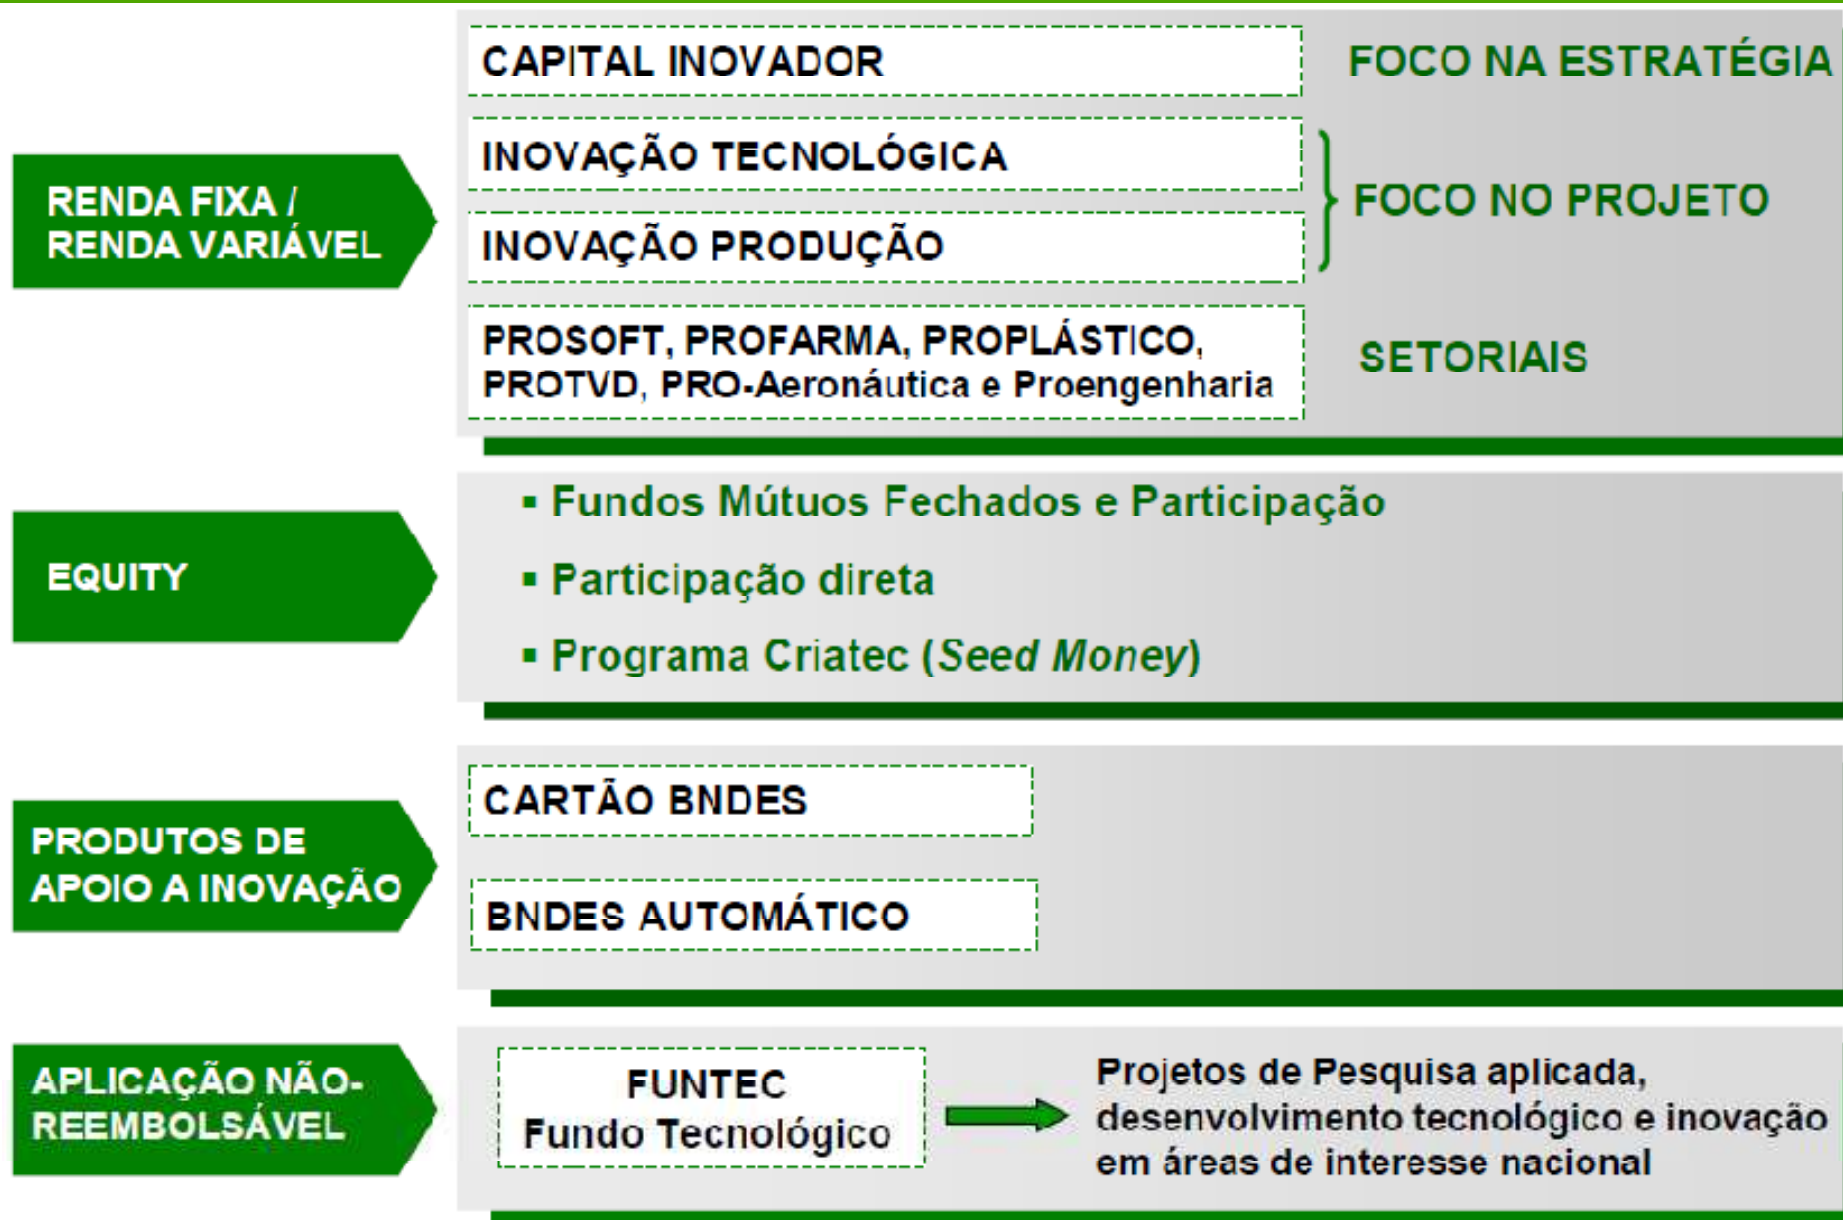 CAPITAL INOVADOR
FOCO NA ESTRATÉGIA
RENDA FIXA /
RENDA VARIÁVEL
INOVAÇÃO TECNOLÓGICA
INOVAÇÃO PRODUÇÃO
FOCO NO PROJETO
PROSOFT, PROFARMA, PROPLÁSTICO,
PROTVD, PRO-Aeronáutica e Proengenharia
SETORIAIS
EQUITY
▪ Fundos Mútuos Fechados e Participação
▪ Participação direta
▪ Programa Criatec (Seed Money)
PRODUTOS DE
APOIO A INOVAÇÃO
CARTÃO BNDES
BNDES AUTOMÁTICO
APLICAÇÃO NÃO-
REEMBOLSÁVEL
FUNTEC
Fundo Tecnológico
Projetos de Pesquisa aplicada,
desenvolvimento tecnológico e inovação
em áreas de interesse nacional